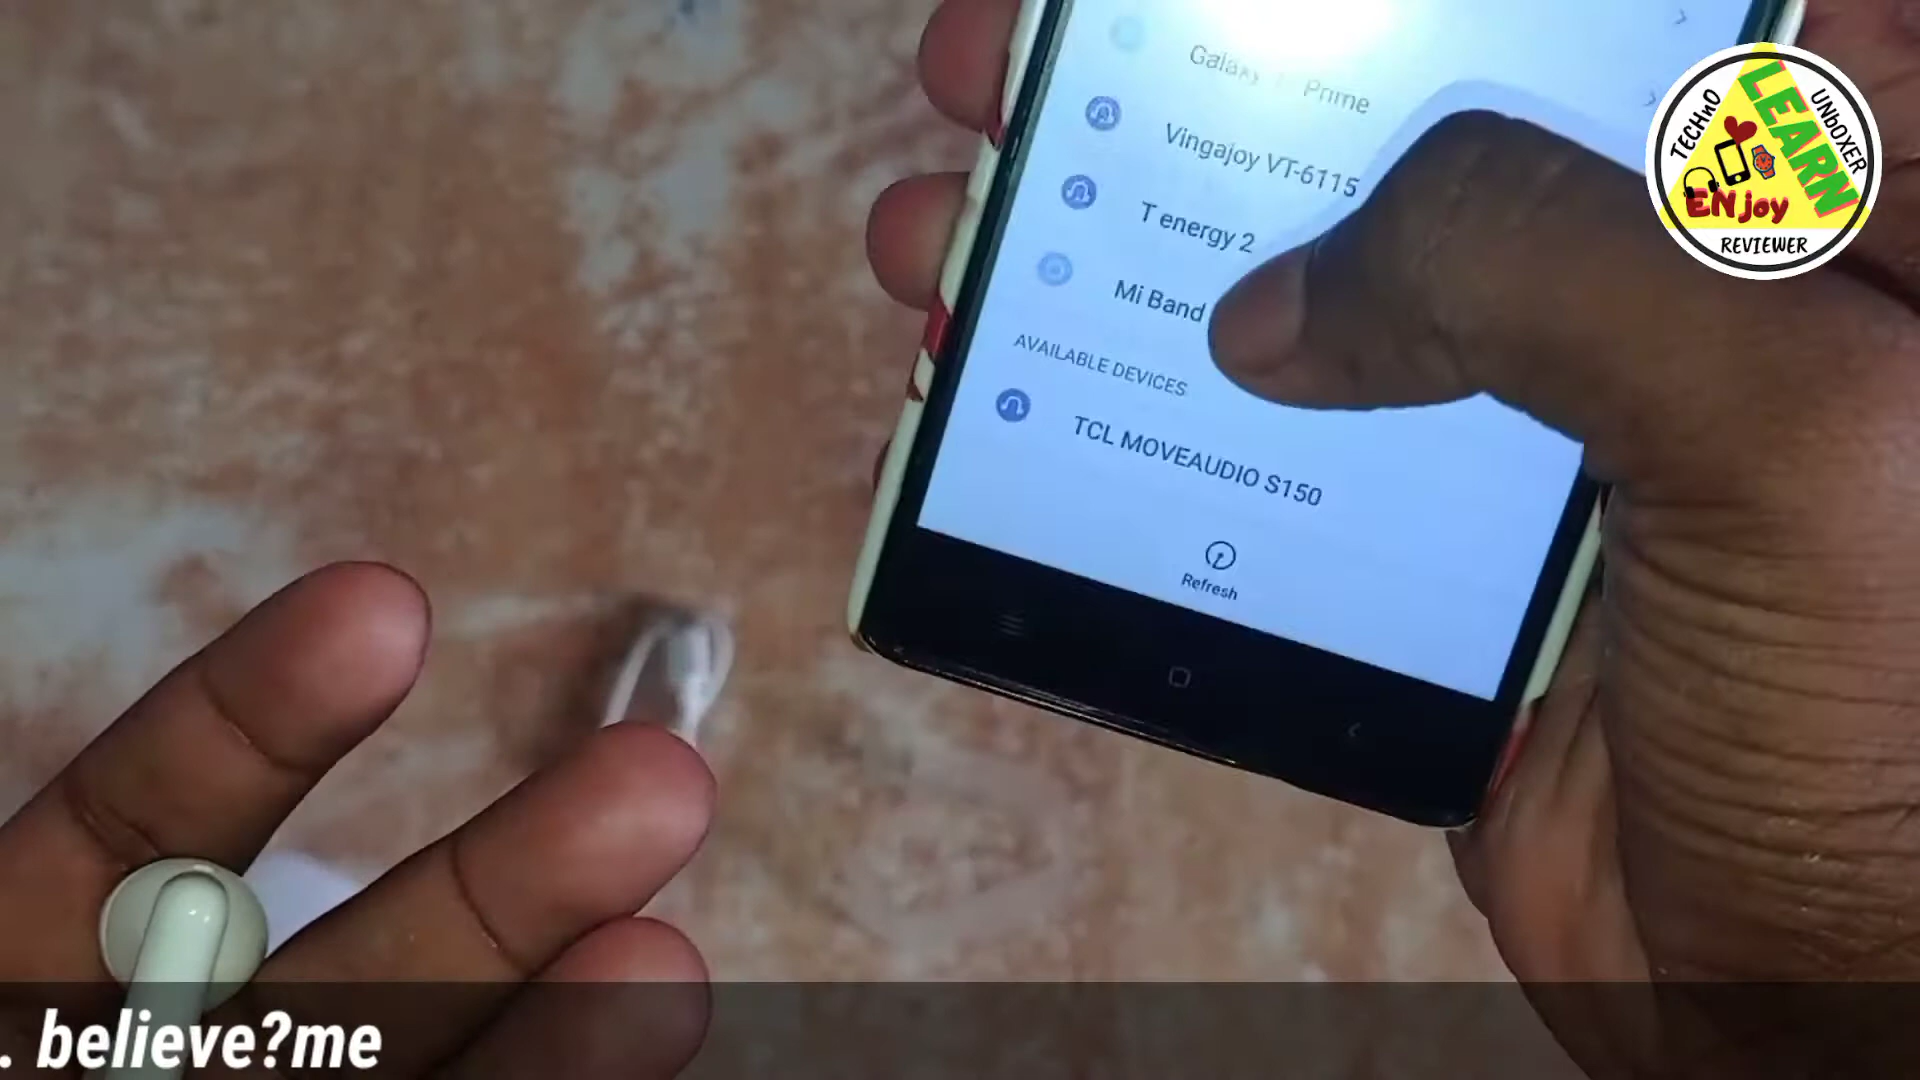 Prime
Vingajoy VT-6115
T energy 2
Mi Band
AVAILABLE DEVICES
TCL MOVEAUDIO S150
Refresh
TECHnO
LEARN
UNbOXER
ENjoy
REVIEWER
. believe?me